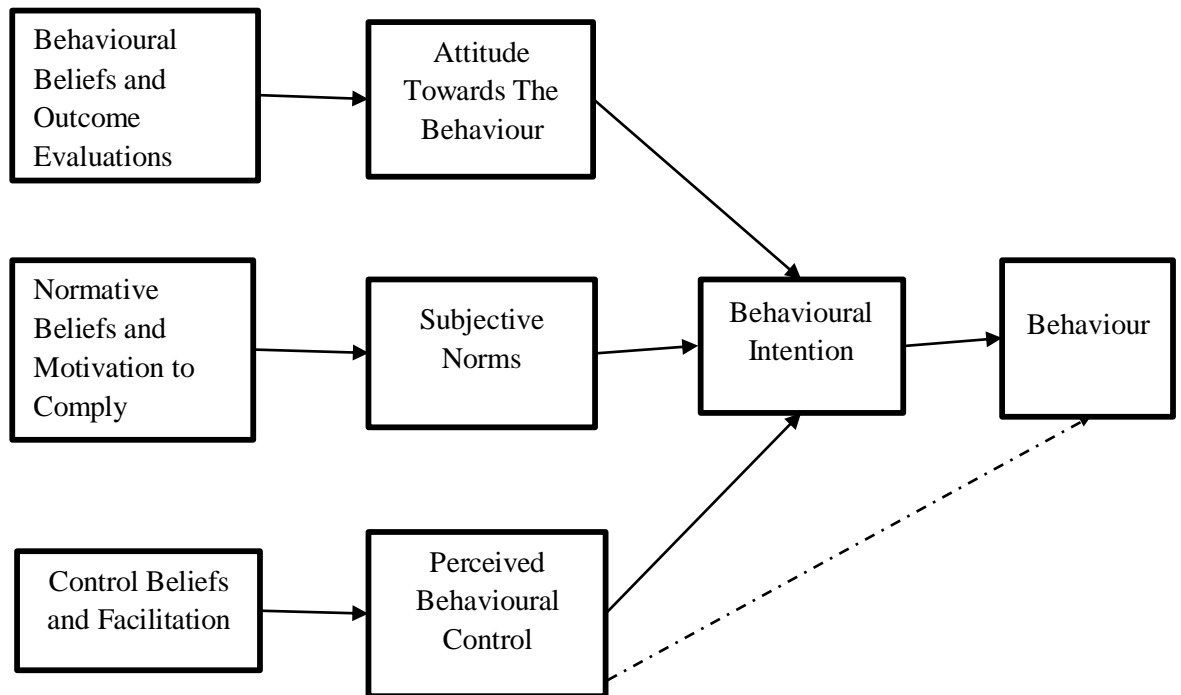 Behavioural
Beliefs and
Outcome
Evaluations
Attitude
Towards The
Behaviour
Normative
Beliefs and
Motivation to
Comply
Subjective
Norms
Behavioural
Intention
Behaviour
Control Beliefs
and Facilitation
Perceived
Behavioural
Control